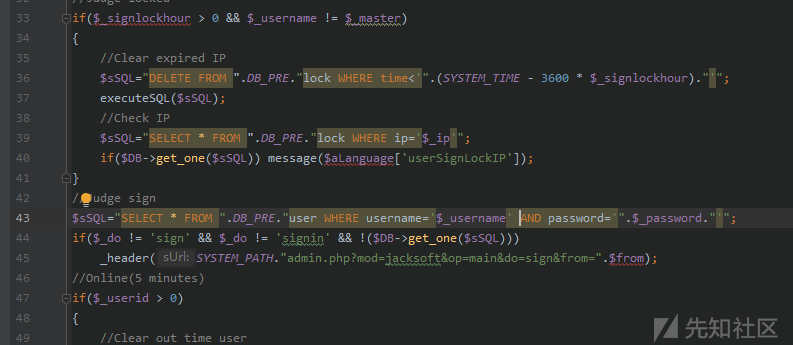 //Judge locked
33 if($_signlockhour > 0 && $_username != $_master)
34 {
35 //Clear expired IP
36 $sSQL="DELETE FROM ".DB_PRE."lock WHERE time<'".(SYSTEM_TIME - 3600 * $_signlockhour)."'";
37 executeSQL($sSQL);
38 //Check IP
39 $sSQL="SELECT * FROM ".DB_PRE."lock WHERE ip='$_ip'";
40 if($DB->get_one($sSQL)) message($aLanguage['userSignLockIP']);
41 }
42 //Judge sign
43 $sSQL="SELECT * FROM ".DB_PRE."user WHERE username='$_username' AND password='".$_password."'";
44 if($_do != 'sign' && $_do != 'signin' && !($DB->get_one($sSQL)))
45 _header( sUrl: SYSTEM_PATH."admin.php?mod=jacksoft&op=main&do=sign&from=".$from);
46 //Online(5 minutes)
47 if($_userid > 0)
48 {
49 //Clear out time user
先知社区